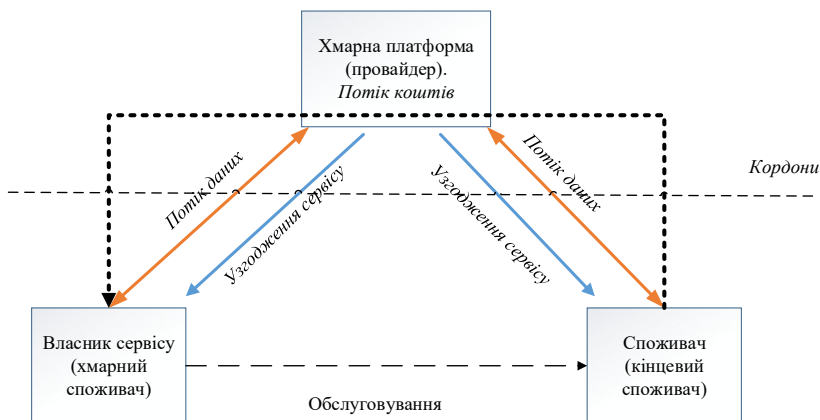 Хмарна платформа
(провайдер).
Потік коштів
Потік даних
Узгодження сервісу
Узгодження сервісу
Потік даних
Кордони
Власник сервісу
(хмарний
споживач)
Споживач
(кінцевий
споживач)
Обслуговування